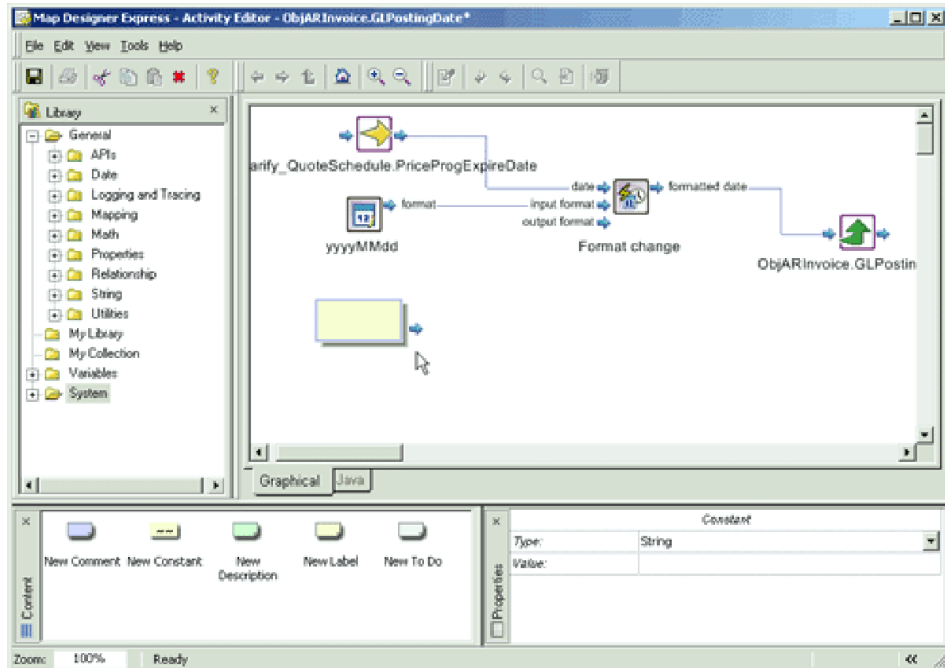 Map Designer Express - Activity Editor - ObjARInvoice.GLPostingDate*
File Edit View Tools Help
Library
General
APIs
Date
Logging and Tracing
Mapping
Math
Properties
Relationship
String
Utilities
My Library
My Collection
Variables
System
arify_QuoteSchedule.PriceProgExpireDate
format
yyyyMMdd
date
input format
output format
formatted date
Format change
ObjARInvoice.GLPostin
Graphical Java
Content
New Comment New Constant New Description New Label New To Do
Properties
Constant
Type: String
Value:
Zoom: 100% Ready